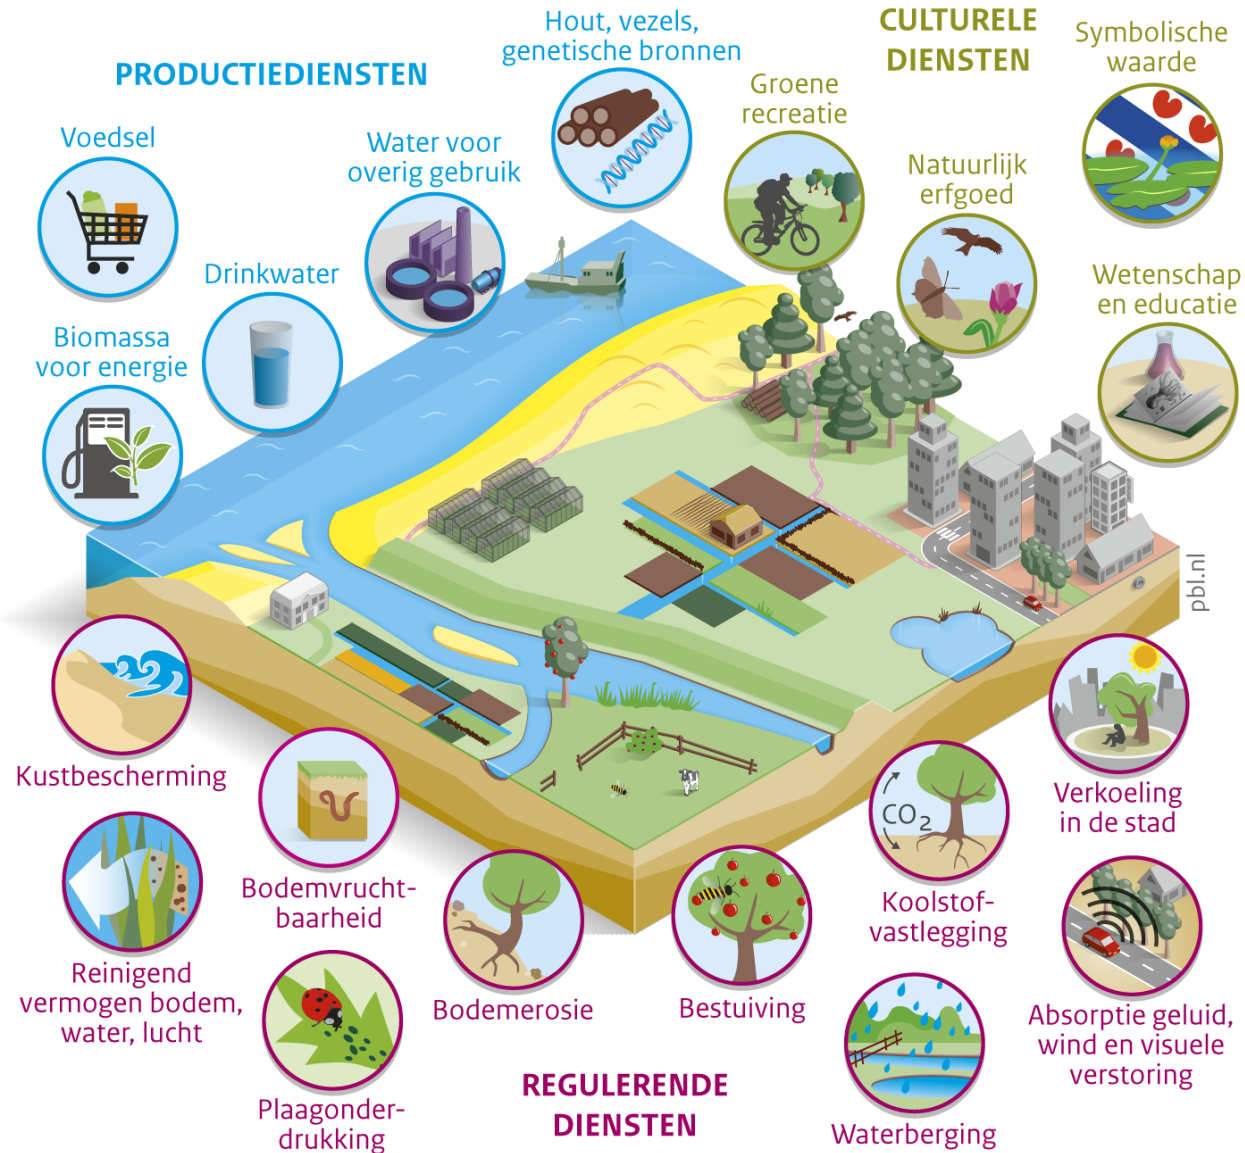 PRODUCTIEDIENSTEN
Voedsel
Biomassa
voor energie
Drinkwater
Water voor
overig gebruik
Hout, vezels,
genetische bronnen
CULTURELE
DIENSTEN
Groene
recreatie
Natuurlijk
erfgoed
Symbolische
waarde
Wetenschap
en educatie
pbl.nl
Kustbescherming
Reinigend
vermogen bodem,
water, lucht
Bodemvrucht-
baarheid
Plaagonder-
drukking
Bodemerosie
Bestuiving
REGULERENDE
DIENSTEN
CO2
Koolstof-
vastlegging
Waterberging
Verkoeling
in de stad
Absorptie geluid,
wind en visuele
verstoring